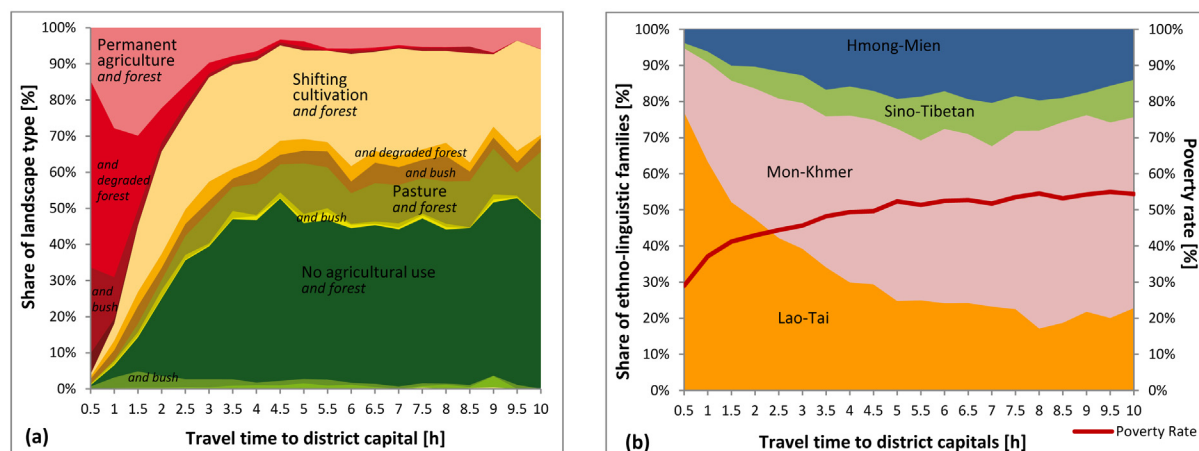 Share of landscape type [%]
100%
90%
80%
70%
60%
50%
40%
30%
20%
10%
0%
Permanent
agriculture
and forest
and degraded
forest
and
bush
Shifting
cultivation
and forest
and degraded forest
and bush
Pasture
and forest
and bush
No agricultural use
and forest
and bush
0.5 1 1.5 2 2.5 3 3.5 4 4.5 5 5.5 6 6.5 7 7.5 8 8.5 9 9.5 10
(a)
Travel time to district capital [h]
Share of ethno-linguistic families [%]
100%
90%
80%
70%
60%
50%
40%
30%
20%
10%
0%
Hmong-Mien
Sino-Tibetan
Mon-Khmer
Lao-Tai
100%
90%
80%
70%
60%
50%
40%
30%
20%
10%
0%
Poverty rate
[%]
0.5 1 1.5 2 2.5 3 3.5 4 4.5 5 5.5 6 6.5 7 7.5 8 8.5 9 9.5 10
(b)
Travel time to district capitals [h]
Poverty Rate